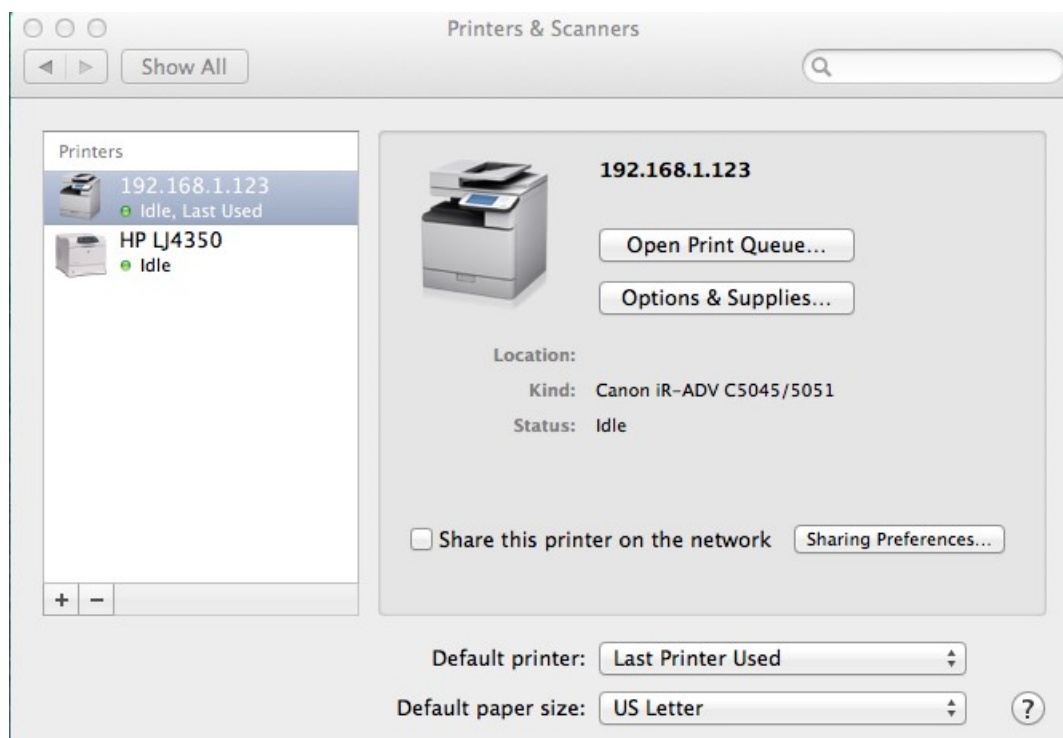 Printers & Scanners
Show All
Printers
192.168.1.123
Idle, Last Used
HP LJ4350
Idle
192.168.1.123
Open Print Queue...
Options & Supplies...
Location:
Kind: Canon iR-ADV C5045/5051
Status: Idle
Share this printer on the network Sharing Preferences...
+ −
Default printer: Last Printer Used
Default paper size: US Letter ?